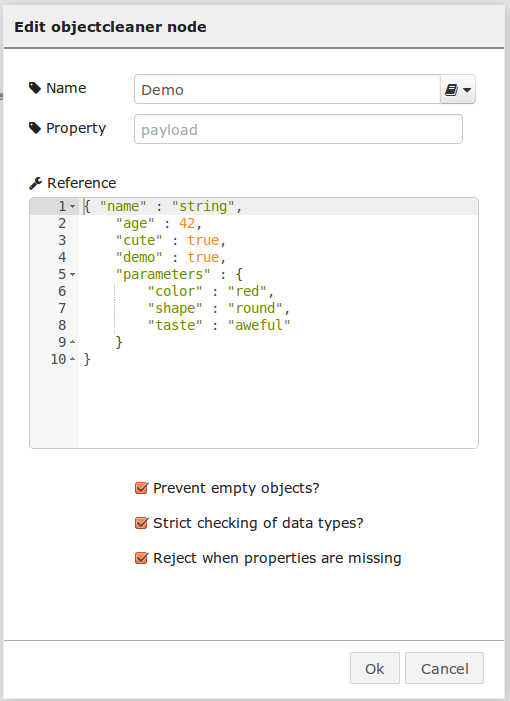 Edit objectcleaner node
Name Demo
Property payload
Reference
1 { "name" : "string",
2 "age" : 42,
3 "cute" : true,
4 "demo" : true,
5 "parameters" : {
6 "color" : "red",
7 "shape" : "round",
8 "taste" : "aweful"
9 }
10 }
Prevent empty objects?
Strict checking of data types?
Reject when properties are missing
Ok Cancel